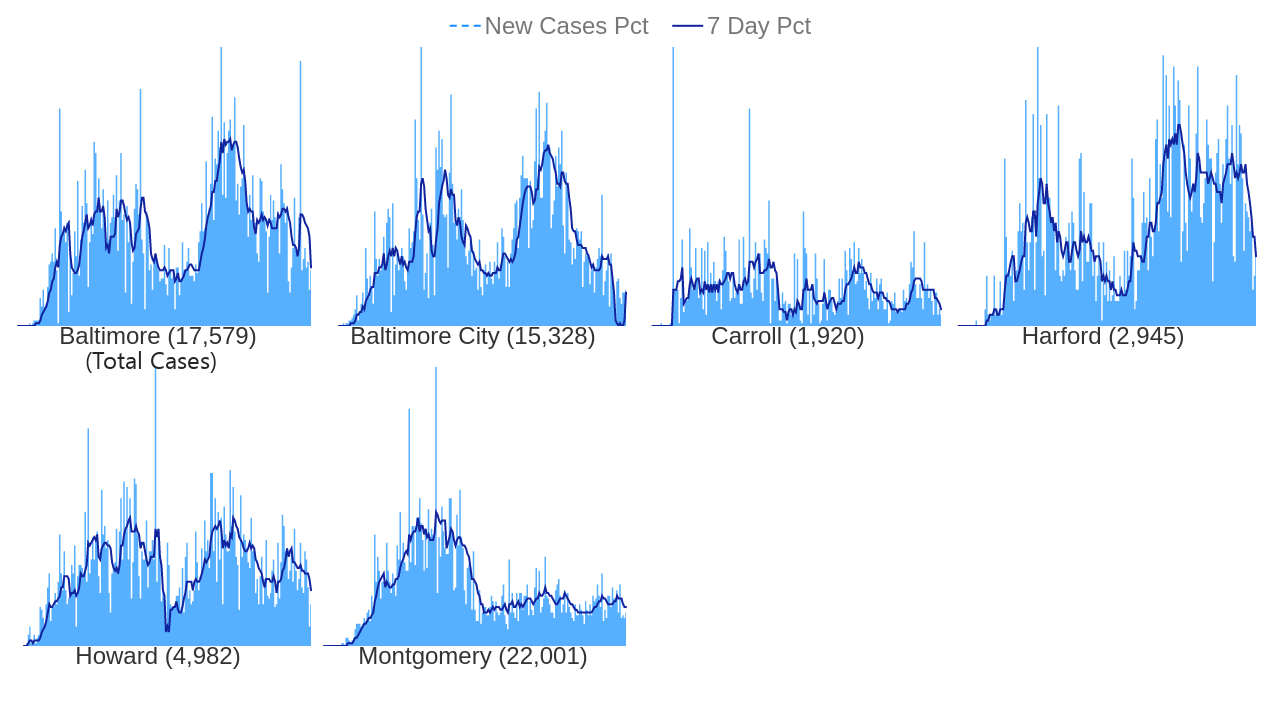 New Cases Pct
7 Day Pct
Baltimore (17,579)
(Total Cases)
Baltimore City (15,328)
Carroll (1,920)
Harford (2,945)
Howard (4,982)
Montgomery (22,001)